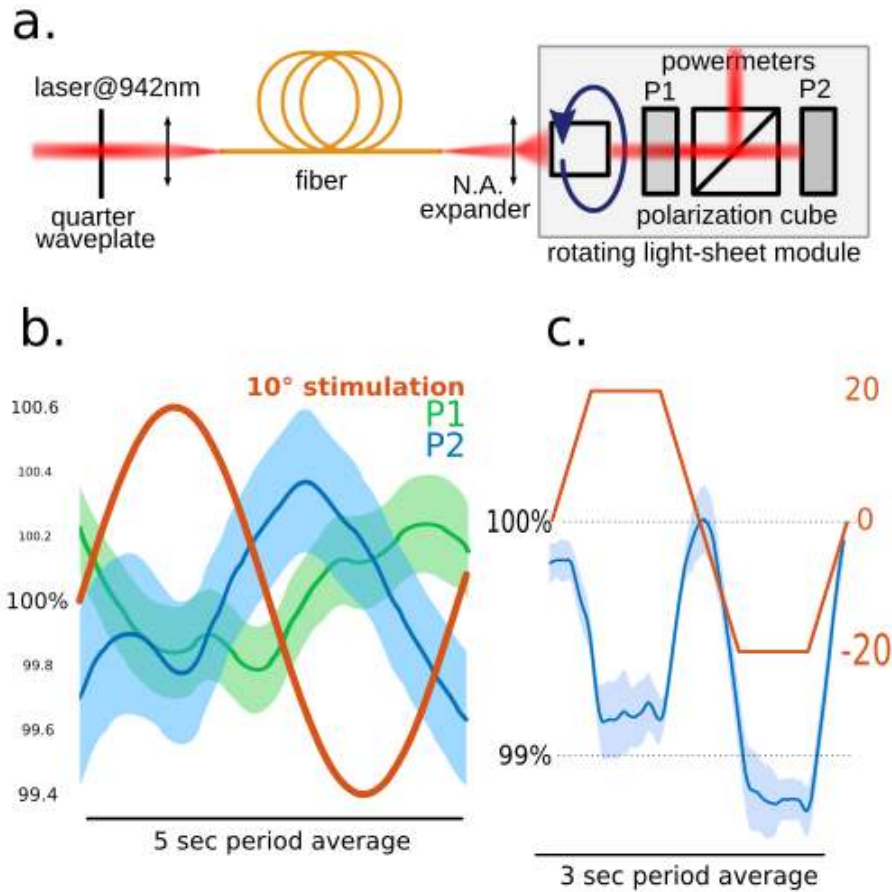 a.
laser@942nm
quarter
waveplate
fiber
N.A.
expander
powermeters
P1
P2
polarization cube
rotating light-sheet module
b.
10° stimulation
P1
P2
100.6
100.4
100.2
100%
99.8
99.6
99.4
5 sec period average
c.
20
0
-20
100%
99%
3 sec period average